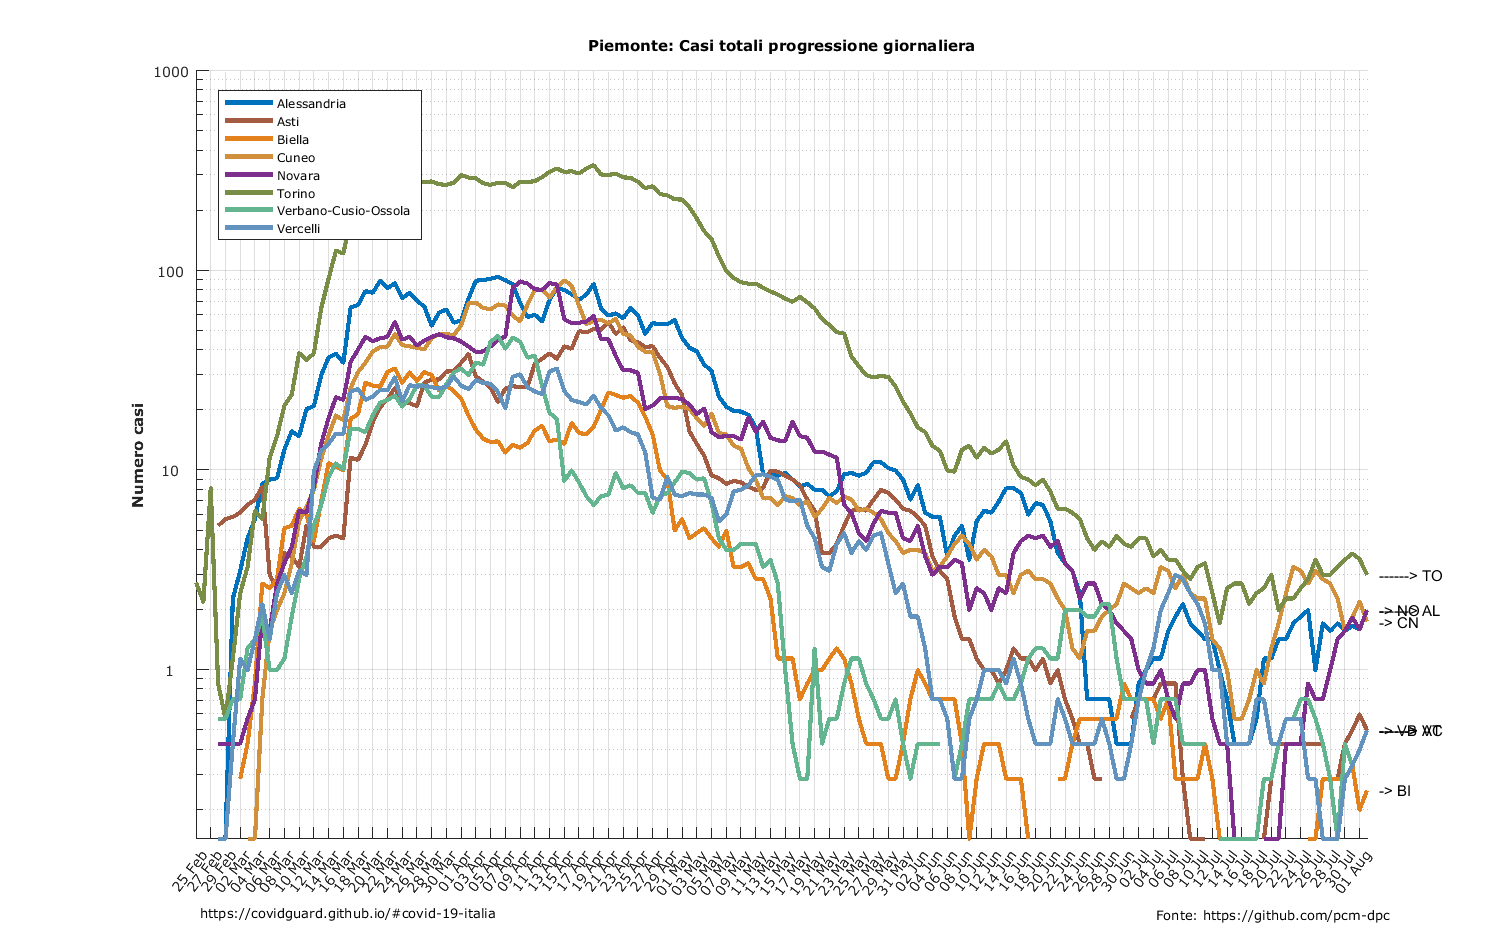 Piemonte: Casi totali progressione giornaliera
1000
100
10
1
Numero casi
Alessandria
Asti
Biella
Cuneo
Novara
Torino
Verbano-Cusio-Ossola
Vercelli
------> TO
-> NO
AL
-> CN
-> BI
25 Feb
27 Feb
29 Feb
02 Mar
04 Mar
06 Mar
08 Mar
10 Mar
12 Mar
14 Mar
16 Mar
18 Mar
20 Mar
22 Mar
24 Mar
26 Mar
28 Mar
30 Mar
01 Apr
03 Apr
05 Apr
07 Apr
09 Apr
11 Apr
13 Apr
15 Apr
17 Apr
19 Apr
21 Apr
23 Apr
25 Apr
27 Apr
29 Apr
01 May
03 May
05 May
07 May
09 May
11 May
13 May
15 May
17 May
19 May
21 May
23 May
25 May
27 May
29 May
31 May
02 Jun
04 Jun
06 Jun
08 Jun
10 Jun
12 Jun
14 Jun
16 Jun
18 Jun
20 Jun
22 Jun
24 Jun
26 Jun
28 Jun
30 Jun
02 Jul
04 Jul
06 Jul
08 Jul
10 Jul
12 Jul
14 Jul
16 Jul
18 Jul
20 Jul
22 Jul
24 Jul
26 Jul
28 Jul
30 Jul
01 Aug
https://covidguard.github.io/#covid-19-italia
Fonte: https://github.com/pcm-dpc